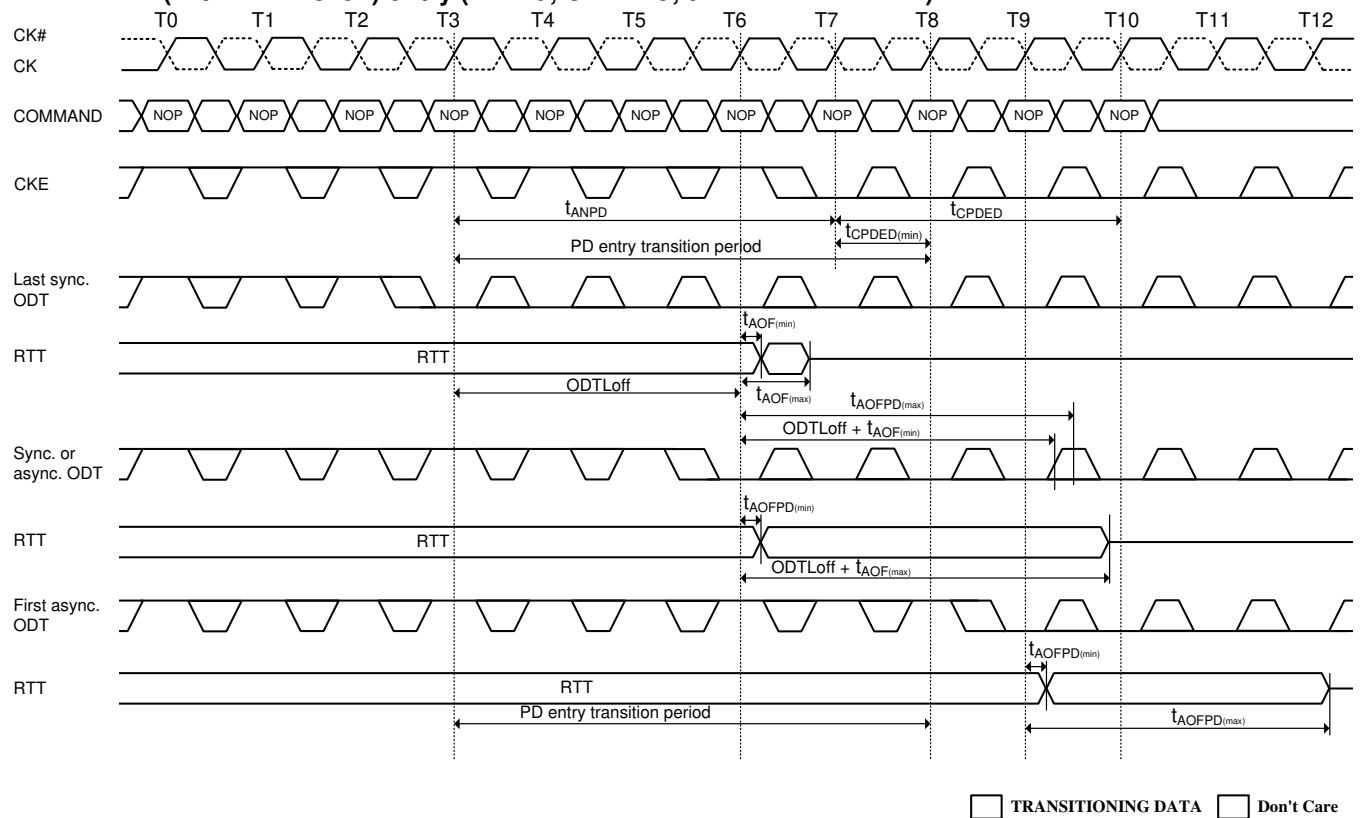 T0 T1 T2 T3 T4 T5 T6 T7 T8 T9 T10 T11 T12
CK#
CK
COMMAND NOP NOP NOP NOP NOP NOP NOP NOP NOP NOP NOP
CKE
tANPD tCPDED
tCPDED(min)
PD entry transition period
Last sync.
ODT
tAOF(min)
RTT RTT
ODTLoff tAOF(max)
tAOFPD(max)
ODTLoff + tAOF(min)
Sync. or
async. ODT
tAOFPD(min)
RTT RTT
ODTLoff + tAOF(max)
First async.
ODT
tAOFPD(min)
RTT RTT
PD entry transition period tAOFPD(max)
TRANSITIONING DATA Don't Care